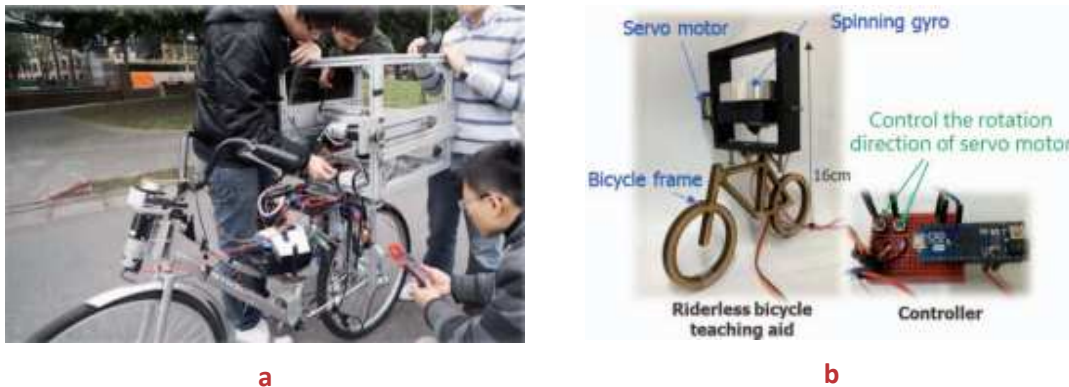 Servo motor
Spinning gyro
Control the rotation
direction of servo motor
Bicycle frame
16cm
Riderless bicycle
teaching aid
Controller
a
b